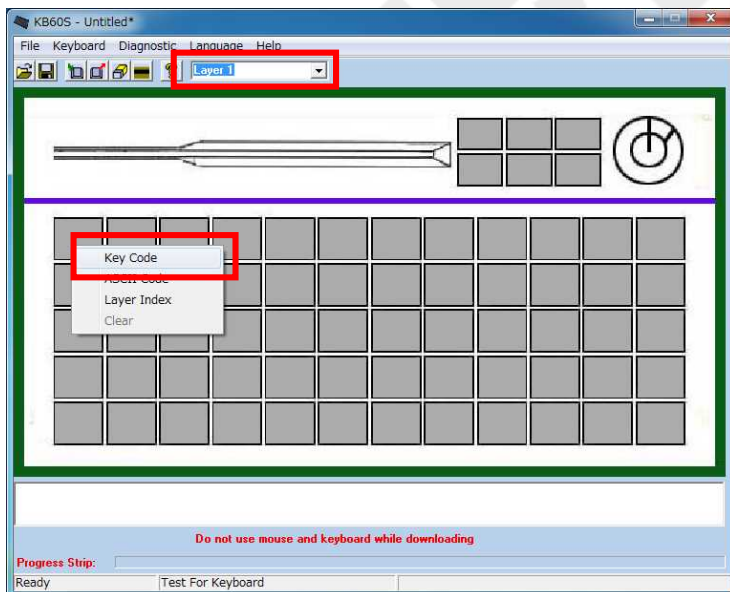 KB60S - Untitled*
File Keyboard Diagnostic Language Help
Layer 1
Key Code
ASCII Code
Layer Index
Clear
Do not use mouse and keyboard while downloading
Progress Strip:
Ready Test For Keyboard